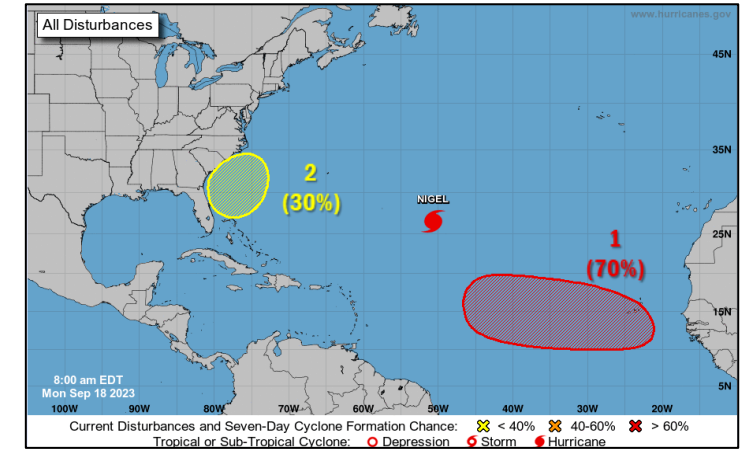 All Disturbances
www.hurricanes.gov
45N
35N
2
(30%)
NIGEL
25N
1
(70%)
15N
8:00 am EDT
Mon Sep 18 2023
5N
100W 90W 80W 70W 60W 50W 40W 30W 20W
Current Disturbances and Seven-Day Cyclone Formation Chance: < 40% 40-60% > 60%
Tropical or Sub-Tropical Cyclone: Depression Storm Hurricane